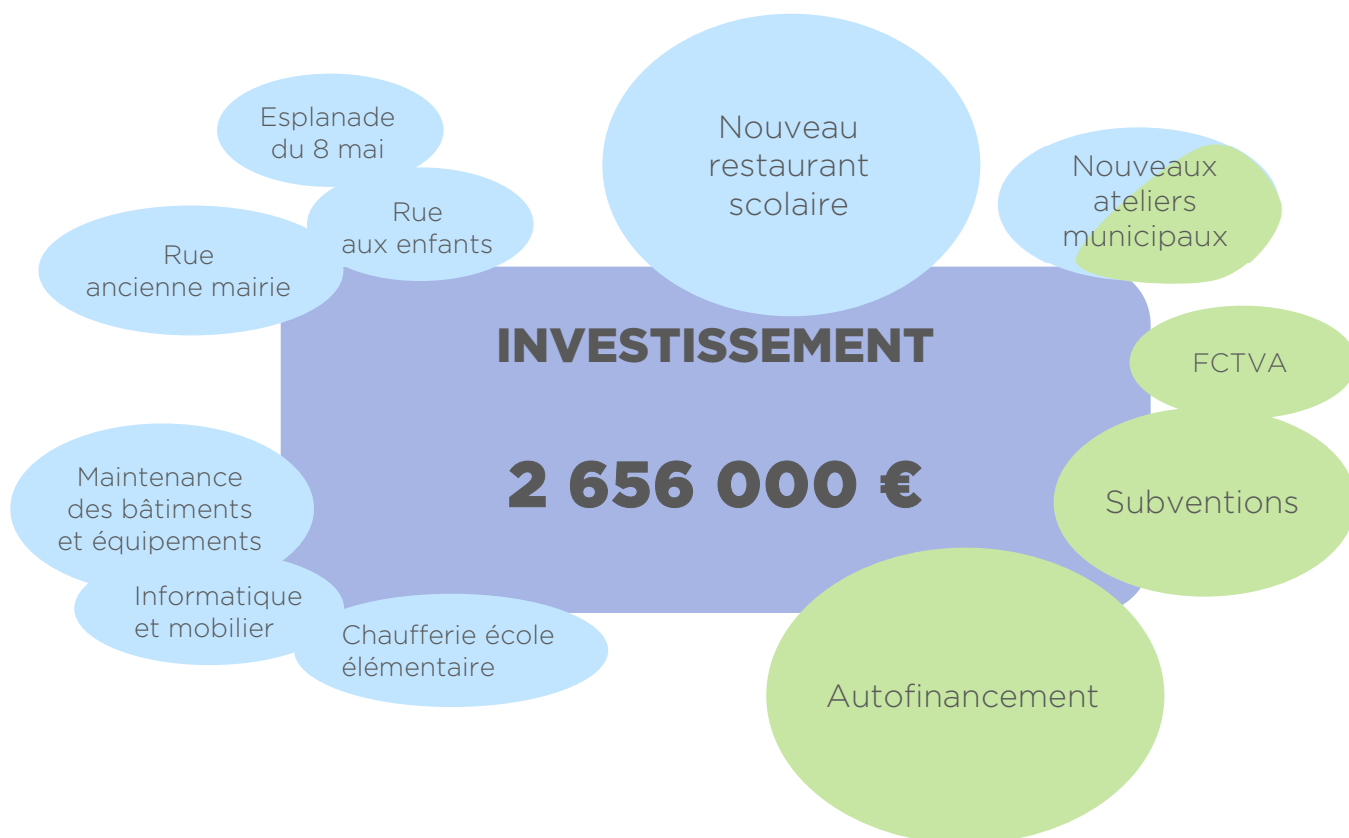 Esplanade
du 8 mai
Rue
aux enfants
Rue
ancienne mairie
Nouveau
restaurant
scolaire
Nouveaux
ateliers
municipaux
INVESTISSEMENT
2 656 000 €
FCTVA
Subventions
Autofinancement
Maintenance
des bâtiments
et équipements
Informatique
et mobilier
Chaufferie école
élémentaire